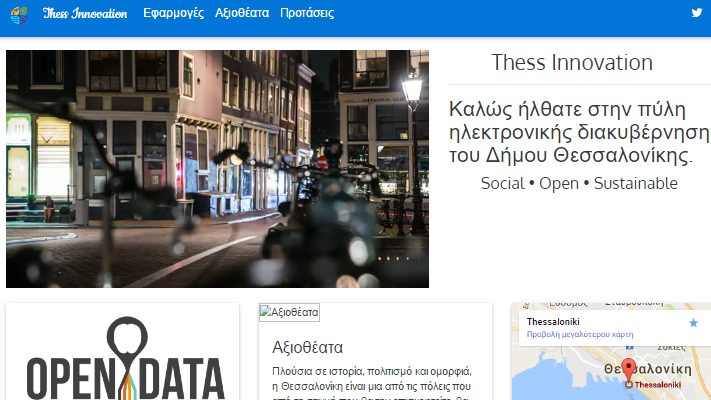 Thess Innovation Εφαρμογές Αξιοθέατα Προτάσεις
Thess Innovation
Καλώς ήλθατε στην πύλη
ηλεκτρονικής διακυβέρνησης
του Δήμου Θεσσαλονίκης.
Social • Open • Sustainable
OPEN DATA
Αξιοθέατα
Αξιοθέατα
Πλούσια σε ιστορία, πολιτισμό και ομορφιά,
η Θεσσαλονίκη είναι μια από τις πόλεις που
Thessaloniki
Προβολή μεγαλύτερου χάρτη
Θεσσαλονίκη
Thessaloniki